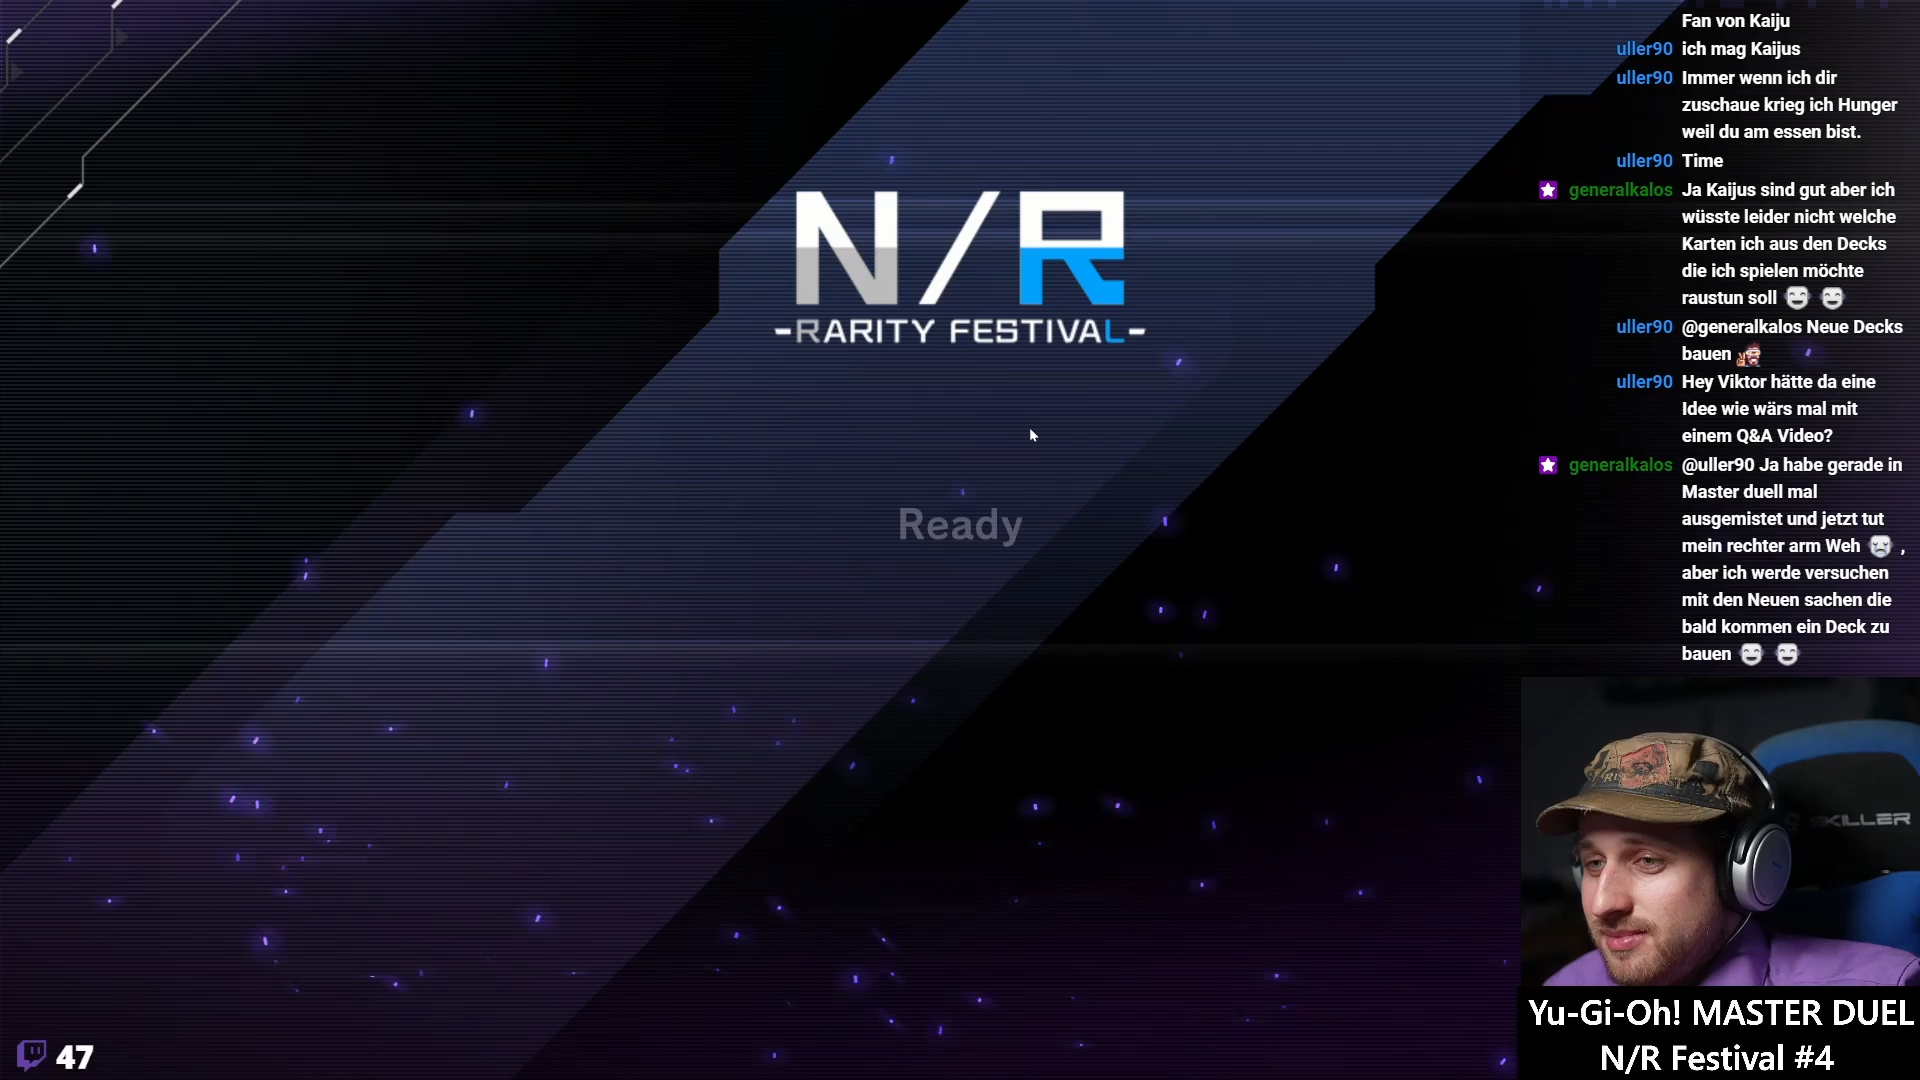 N/R
-RARITY FESTIVAL-
Ready
47
Fan von Kaiju
uller90 ich mag Kaijus
uller90 Immer wenn ich dir
zuschaue krieg ich Hunger
weil du am essen bist.
uller90 Time
generalkalos Ja Kaijus sind gut aber ich
wüsste leider nicht welche
Karten ich aus den Decks
die ich spielen möchte
raustun soll
uller90 @generalkalos Neue Decks
bauen
uller90 Hey Viktor hätte da eine
Idee wie wärs mal mit
einem Q&A Video?
generalkalos @uller90 Ja habe gerade in
Master duell mal
ausgemistet und jetzt tut
mein rechter arm Weh ,
aber ich werde versuchen
mit den Neuen sachen die
bald kommen ein Deck zu
bauen
SKILLER
Yu-Gi-Oh! MASTER DUEL
N/R Festival #4